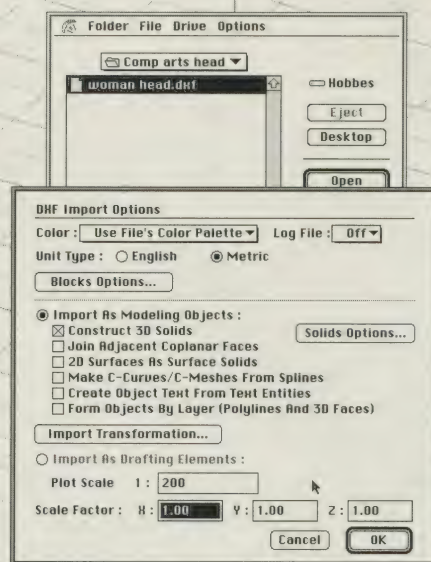 Folder File Drive Options
Comp arts head
woman head.dxf
Hobbes
Eject
Desktop
Open
DXF Import Options
Color : Use File's Color Palette Log File : Off
Unit Type : English Metric
Blocks Options...
Import As Modeling Objects :
Construct 3D Solids
Solids Options...
Join Adjacent Coplanar Faces
2D Surfaces As Surface Solids
Make C-Curves/C-Meshes From Splines
Create Object Text From Text Entities
Form Objects By Layer (Polylines And 3D Faces)
Import Transformation...
Import As Drafting Elements :
Plot Scale 1 : 200
Scale Factor : X : 1.00 Y : 1.00 Z : 1.00
Cancel OK